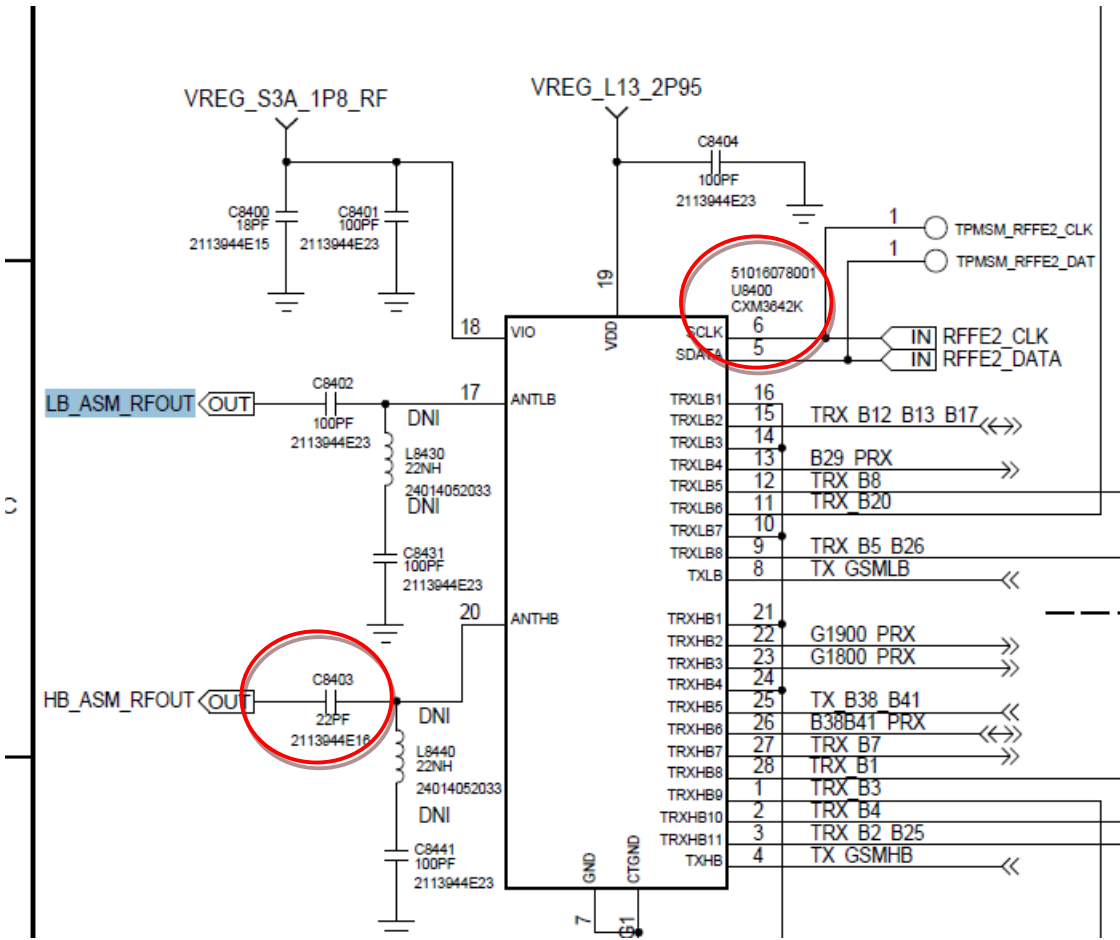 VREG_S3A_1P8_RF
VREG_L13_2P95
C8404
100PF
2113944E23
C8400
18PF
2113944E15
C8401
100PF
2113944E23
1
TPMSM_RFFE2_CLK
1
TPMSM_RFFE2_DAT
19
51016078001
U8400
CXM3642K
18
VIO
VDD
SCLK
6
IN
RFFE2_CLK
SDATA
5
IN
RFFE2_DATA
LB_ASM_RFOUT
OUT
C8402
100PF
2113944E23
17
ANTLB
DNI
L8430
22NH
24014052033
DNI
C8431
100PF
2113944E23
TRXLB1
16
TRXLB2
15
TRX_B12_B13_B17
TRXLB3
14
TRXLB4
13
B29_PRX
TRXLB5
12
TRX_B8
TRXLB6
11
TRX_B20
TRXLB7
10
TRXLB8
9
TRX_B5_B26
TXLB
8
TX_GSMLB
C
20
ANTHB
HB_ASM_RFOUT
OUT
C8403
22PF
2113944E16
DNI
L8440
22NH
24014052033
DNI
C8441
100PF
2113944E23
TRXHB1
21
TRXHB2
22
G1900_PRX
TRXHB3
23
G1800_PRX
TRXHB4
24
TRXHB5
25
TX_B38_B41
TRXHB6
26
B38B41_PRX
TRXHB7
27
TRX_B7
TRXHB8
28
TRX_B1
TRXHB9
1
TRX_B3
TRXHB10
2
TRX_B4
TRXHB11
3
TRX_B2_B25
TXHB
4
TX_GSMHB
GND
CTGND
7
G1